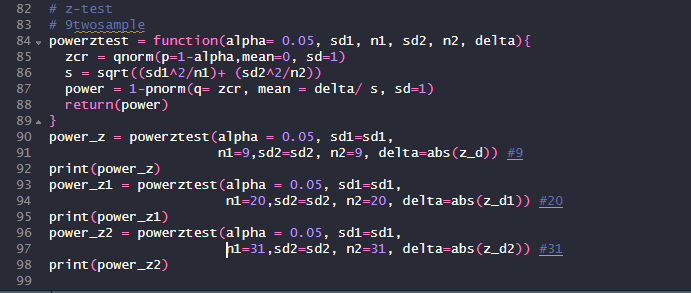 82 # z-test
83 # 9twosample
84 powerztest = function(alpha= 0.05, sd1, n1, sd2, n2, delta){
85 zcr = qnorm(p=1-alpha,mean=0, sd=1)
86 s = sqrt((sd1^2/n1)+ (sd2^2/n2))
87 power = 1-pnorm(q= zcr, mean = delta/ s, sd=1)
88 return(power)
89 }
90 power_z = powerztest(alpha = 0.05, sd1=sd1,
91 n1=9,sd2=sd2, n2=9, delta=abs(z_d)) #9
92 print(power_z)
93 power_z1 = powerztest(alpha = 0.05, sd1=sd1,
94 n1=20,sd2=sd2, n2=20, delta=abs(z_d1)) #20
95 print(power_z1)
96 power_z2 = powerztest(alpha = 0.05, sd1=sd1,
97 n1=31,sd2=sd2, n2=31, delta=abs(z_d2)) #31
98 print(power_z2)
99